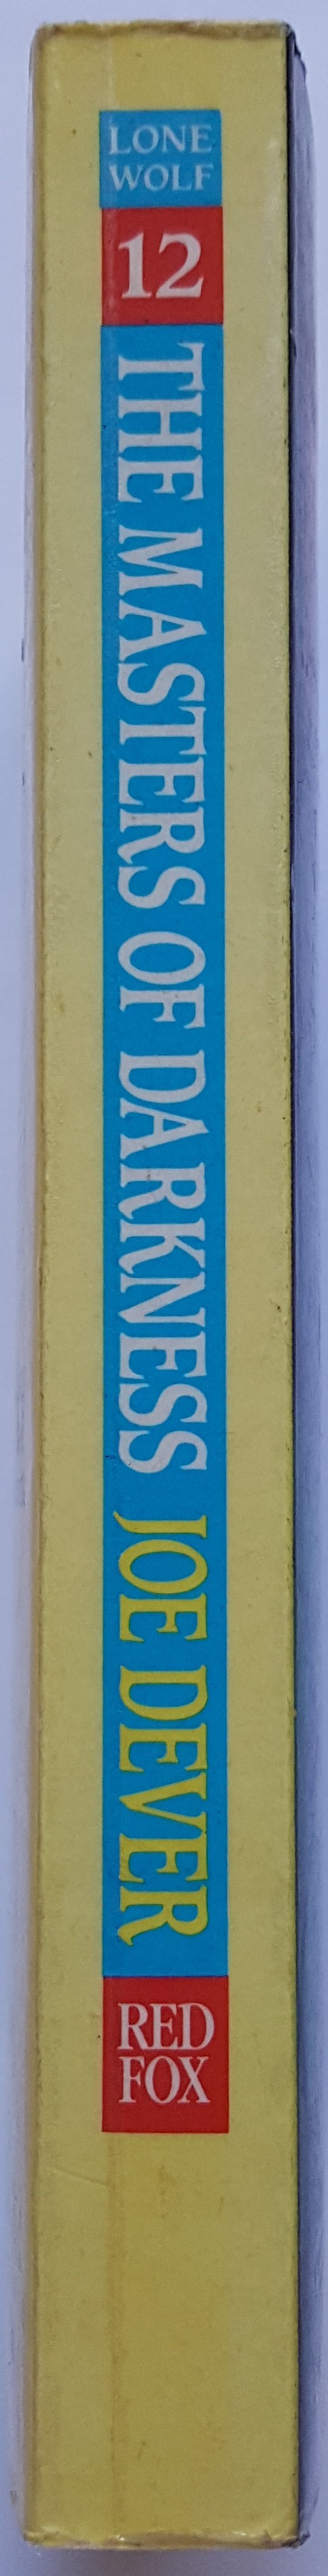 LONE
WOLF
12
THE MASTERS OF DARKNESS JOE DEVER
RED
FOX